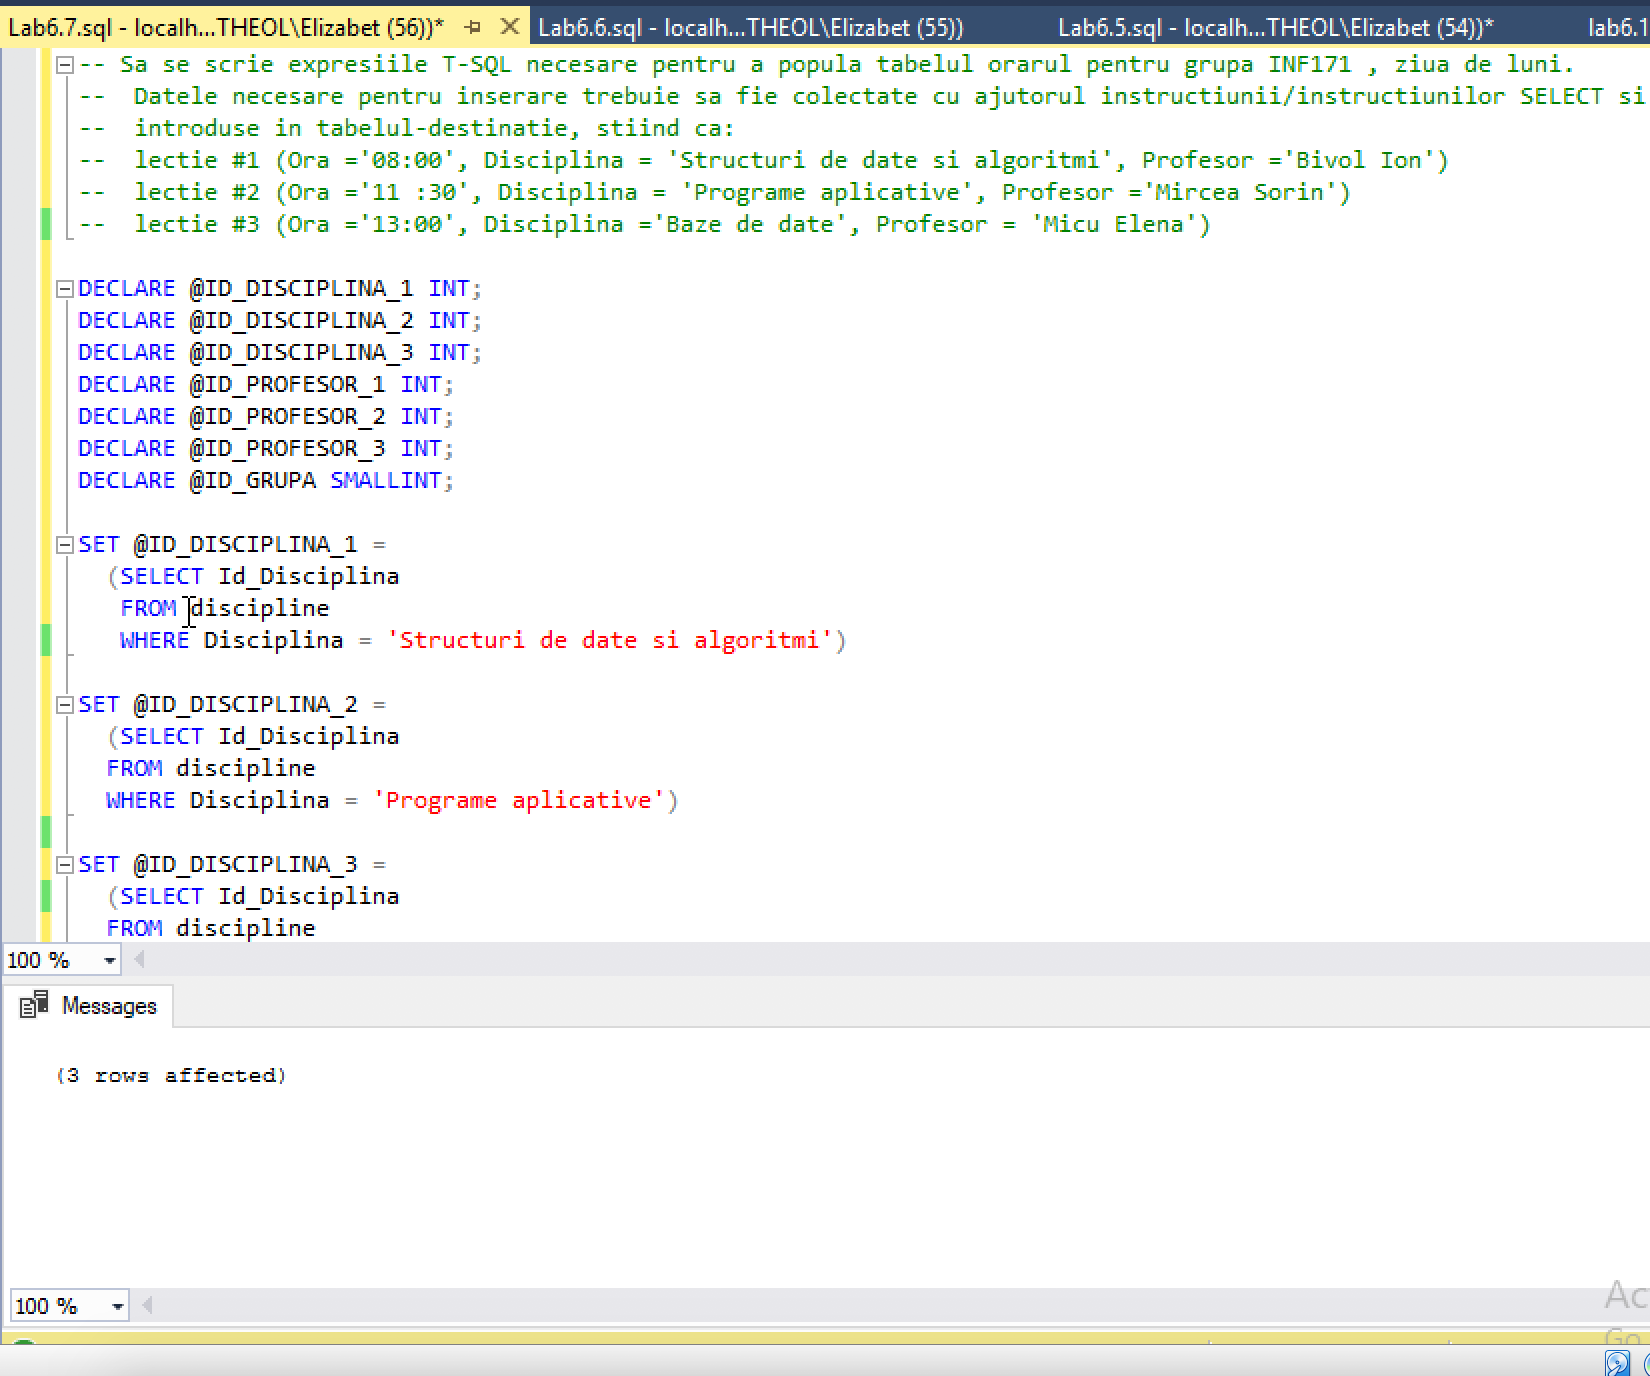 Lab6.7.sql - localh...THEOL\Elizabet (56))* Lab6.6.sql - localh...THEOL\Elizabet (55)) Lab6.5.sql - localh...THEOL\Elizabet (54))* lab6.1
-- Sa se scrie expresiile T-SQL necesare pentru a popula tabelul orarul pentru grupa INF171 , ziua de luni.
-- Datele necesare pentru inserare trebuie sa fie colectate cu ajutorul instructiunii/instructiunilor SELECT si
-- introduse in tabelul-destinatie, stiind ca:
-- lectie #1 (Ora ='08:00', Disciplina = 'Structuri de date si algoritmi', Profesor ='Bivol Ion')
-- lectie #2 (Ora ='11 :30', Disciplina = 'Programe aplicative', Profesor ='Mircea Sorin')
-- lectie #3 (Ora ='13:00', Disciplina ='Baze de date', Profesor = 'Micu Elena')
DECLARE @ID_DISCIPLINA_1 INT;
DECLARE @ID_DISCIPLINA_2 INT;
DECLARE @ID_DISCIPLINA_3 INT;
DECLARE @ID_PROFESOR_1 INT;
DECLARE @ID_PROFESOR_2 INT;
DECLARE @ID_PROFESOR_3 INT;
DECLARE @ID_GRUPA SMALLINT;
SET @ID_DISCIPLINA_1 =
(SELECT Id_Disciplina
FROM discipline
WHERE Disciplina = 'Structuri de date si algoritmi')
SET @ID_DISCIPLINA_2 =
(SELECT Id_Disciplina
FROM discipline
WHERE Disciplina = 'Programe aplicative')
SET @ID_DISCIPLINA_3 =
(SELECT Id_Disciplina
FROM discipline
100 %
Messages
(3 rows affected)
100 %
Ac
Go